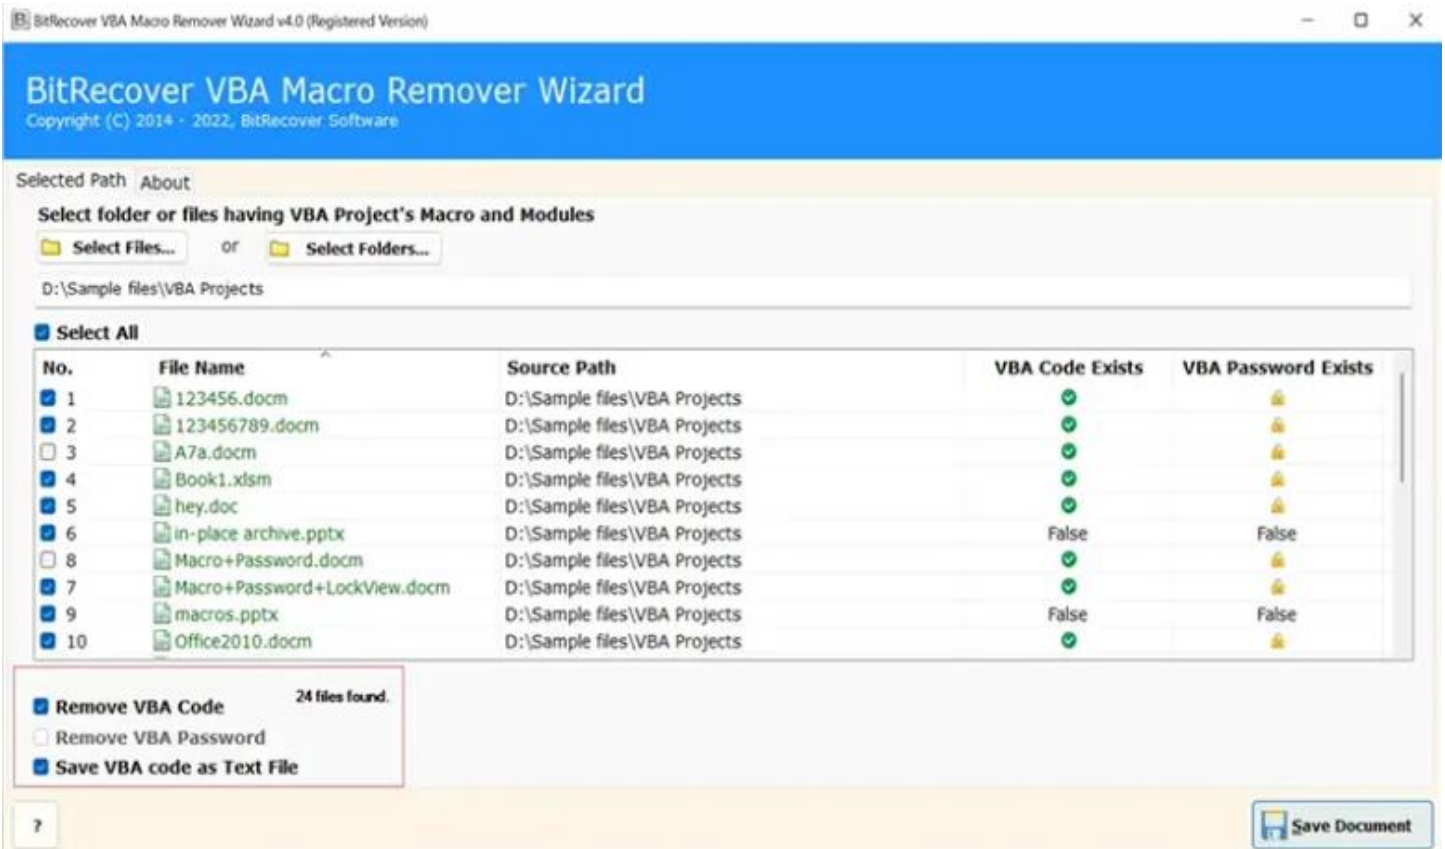 BitRecover VBA Macro Remover Wizard v4.0 (Registered Version)
BitRecover VBA Macro Remover Wizard
Copyright (C) 2014 - 2022, BitRecover Software
Selected Path About
Select folder or files having VBA Project's Macro and Modules
Select Files... or Select Folders...
D:\Sample files\VBA Projects
Select All
No. File Name Source Path VBA Code Exists VBA Password Exists
1 123456.docm D:\Sample files\VBA Projects
2 123456789.docm D:\Sample files\VBA Projects
3 A7a.docm D:\Sample files\VBA Projects
4 Book1.xlsm D:\Sample files\VBA Projects
5 hey.doc D:\Sample files\VBA Projects
6 in-place archive.pptx D:\Sample files\VBA Projects False False
8 Macro+Password.docm D:\Sample files\VBA Projects
7 Macro+Password+LockView.docm D:\Sample files\VBA Projects
9 macros.pptx D:\Sample files\VBA Projects False False
10 Office2010.docm D:\Sample files\VBA Projects
24 files found.
Remove VBA Code
Remove VBA Password
Save VBA code as Text File
? Save Document